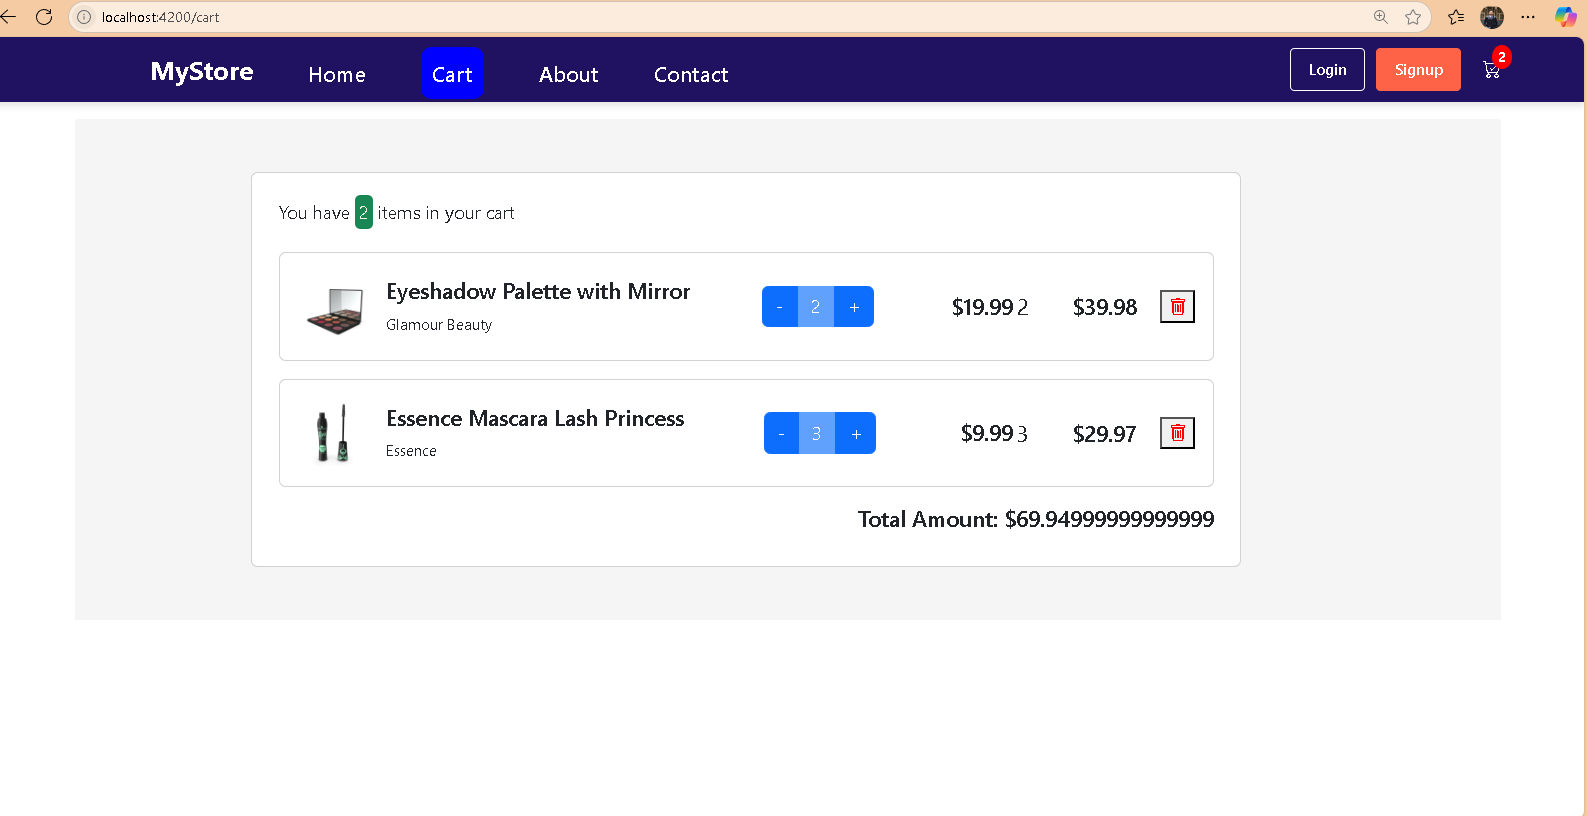 localhost:4200/cart
MyStore Home Cart About Contact Login Signup 2
You have 2 items in your cart
Eyeshadow Palette with Mirror
Glamour Beauty
- 2 + $19.99 2 $39.98
Essence Mascara Lash Princess
Essence
- 3 + $9.99 3 $29.97
Total Amount: $69.94999999999999